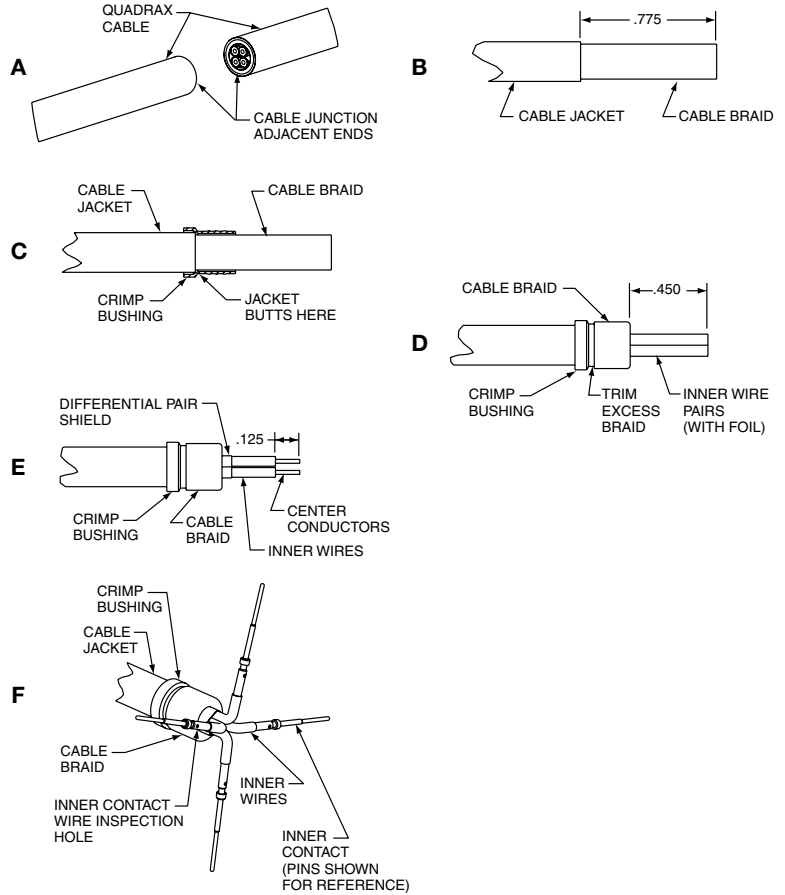 QUADRAX
CABLE
A
CABLE JUNCTION
ADJACENT ENDS
.775
B
CABLE JACKET
CABLE BRAID
CABLE
JACKET
CABLE BRAID
C
CRIMP
BUSHING
JACKET
BUTTS HERE
CABLE BRAID
.450
D
CRIMP
BUSHING
TRIM
EXCESS
BRAID
INNER WIRE
PAIRS
(WITH FOIL)
DIFFERENTIAL PAIR
SHIELD
.125
E
CRIMP
BUSHING
CABLE
BRAID
CENTER
CONDUCTORS
INNER WIRES
CRIMP
BUSHING
CABLE
JACKET
F
CABLE
BRAID
INNER
WIRES
INNER CONTACT
WIRE INSPECTION
HOLE
INNER
CONTACT
(PINS SHOWN
FOR REFERENCE)